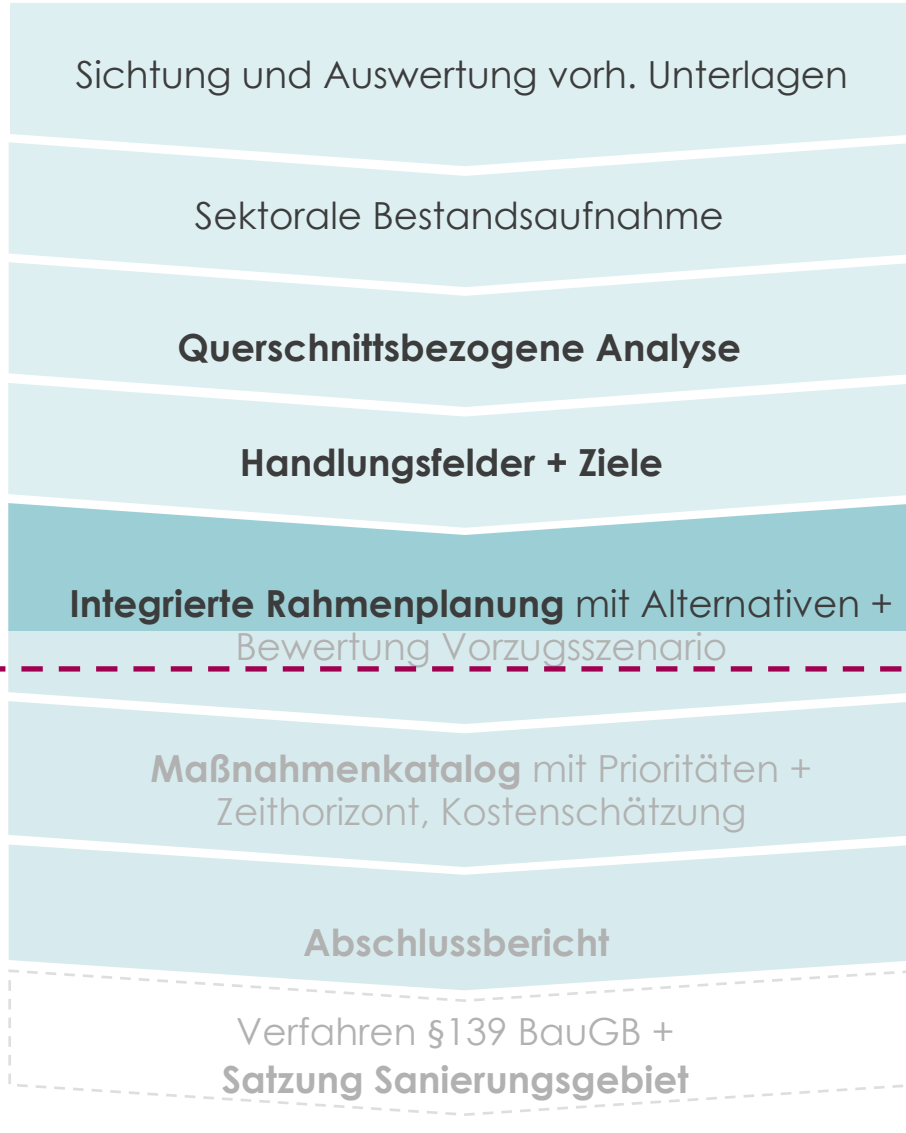 Sichtung und Auswertung vorh. Unterlagen
Sektorale Bestandsaufnahme
Querschnittsbezogene Analyse
Handlungsfelder + Ziele
Integrierte Rahmenplanung mit Alternativen +
Bewertung Vorzugsszenario
Maßnahmenkatalog mit Prioritäten +
Zeithorizont, Kostenschätzung
Abschlussbericht
Verfahren §139 BauGB +
Satzung Sanierungsgebiet